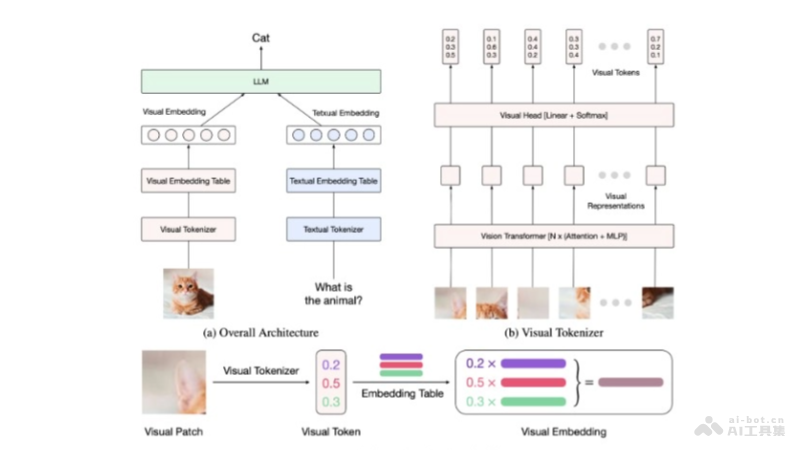 Cat
LLM
Visual Embedding
Tetxual Embedding
Visual Embedding Table
Textual Embedding Table
Visual Tokenizer
Textual Tokenizer
What is
the animal?
(a) Overall Architecture
0.2 0.1 0.4 0.3 0.7
0.3 0.6 0.4 0.3 0.2
0.5 0.3 0.2 0.4 0.1
Visual Tokens
Visual Head [Linear + Softmax]
Visual
Representations
Vision Transformer [N x (Attention + MLP)]
(b) Visual Tokenizer
Visual Tokenizer
0.2
0.5
0.3
Embedding Table
0.2 ×
0.5 ×
0.3 ×
=
Visual Patch
Visual Token
Visual Embedding
ai-bot.cn
AI工具集